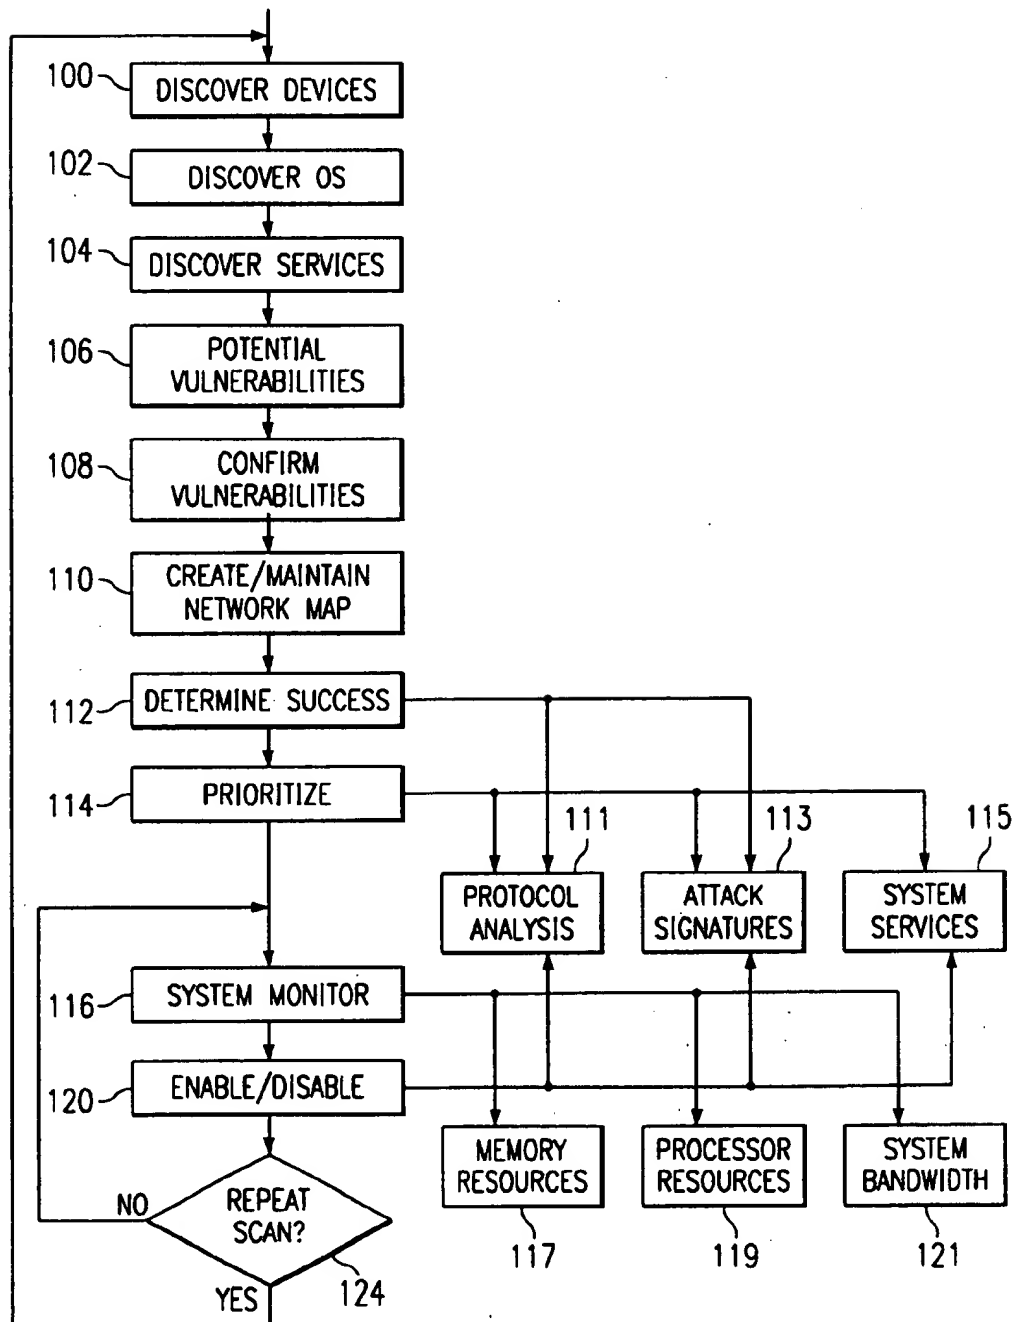 100
DISCOVER DEVICES
102
DISCOVER OS
104
DISCOVER SERVICES
106
POTENTIAL
VULNERABILITIES
108
CONFIRM
VULNERABILITIES
110
CREATE/MAINTAIN
NETWORK MAP
112
DETERMINE SUCCESS
114
PRIORITIZE
111
PROTOCOL
ANALYSIS
113
ATTACK
SIGNATURES
115
SYSTEM
SERVICES
116
SYSTEM MONITOR
120
ENABLE/DISABLE
MEMORY
RESOURCES
117
PROCESSOR
RESOURCES
119
SYSTEM
BANDWIDTH
121
REPEAT
SCAN?
124
NO
YES